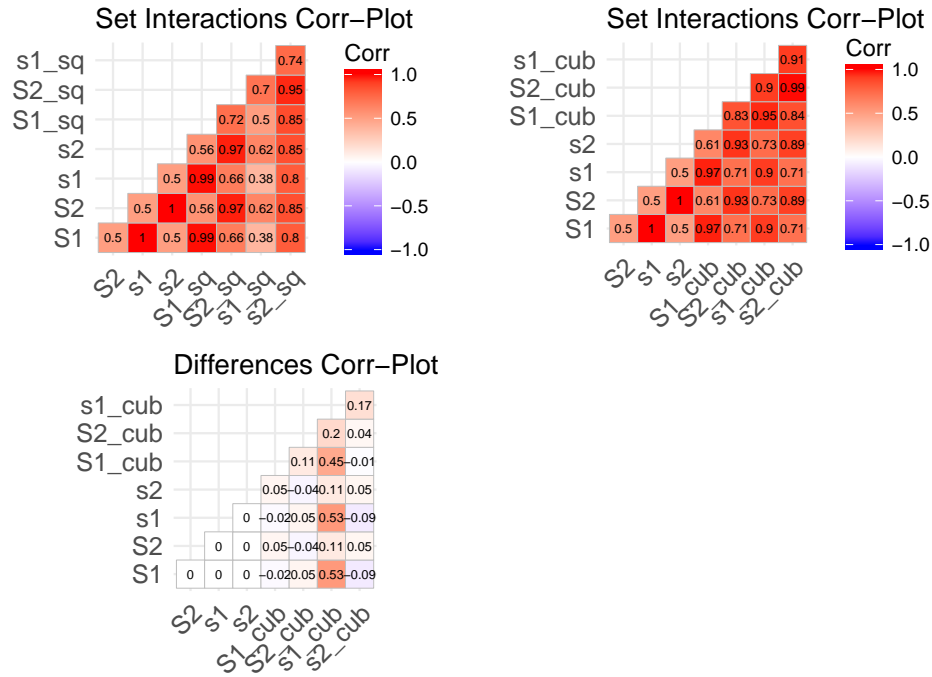 Set Interactions Corr−Plot
s1_sq 0.74
S2_sq 0.7 0.95
S1_sq 0.72 0.5 0.85
s2 0.56 0.97 0.62 0.85
s1 0.5 0.99 0.66 0.38 0.8
S2 0.5 1 0.56 0.97 0.62 0.85
S1 0.5 1 0.5 0.99 0.66 0.38 0.8
S2 s1 s2 S1_sq S2_sq s1_sq s2_sq
Corr
1.0
0.5
0.0
−0.5
−1.0
Set Interactions Corr−Plot
s1_cub 0.91
S2_cub 0.9 0.99
S1_cub 0.83 0.95 0.84
s2 0.61 0.93 0.73 0.89
s1 0.5 0.97 0.71 0.9 0.71
S2 0.5 1 0.61 0.93 0.73 0.89
S1 0.5 1 0.5 0.97 0.71 0.9 0.71
S2 s1 s2 S1_cub S2_cub s1_cub s2_cub
Corr
1.0
0.5
0.0
−0.5
−1.0
Differences Corr−Plot
s1_cub 0.17
S2_cub 0.2 0.04
S1_cub 0.11 0.45 −0.01
s2 0.05 −0.04 0.11 0.05
s1 0 −0.02 0.05 0.53 −0.09
S2 0 0 0.05 −0.04 0.11 0.05
S1 0 0 0 −0.02 0.05 0.53 −0.09
S2 s1 s2 S1_cub S2_cub s1_cub s2_cub